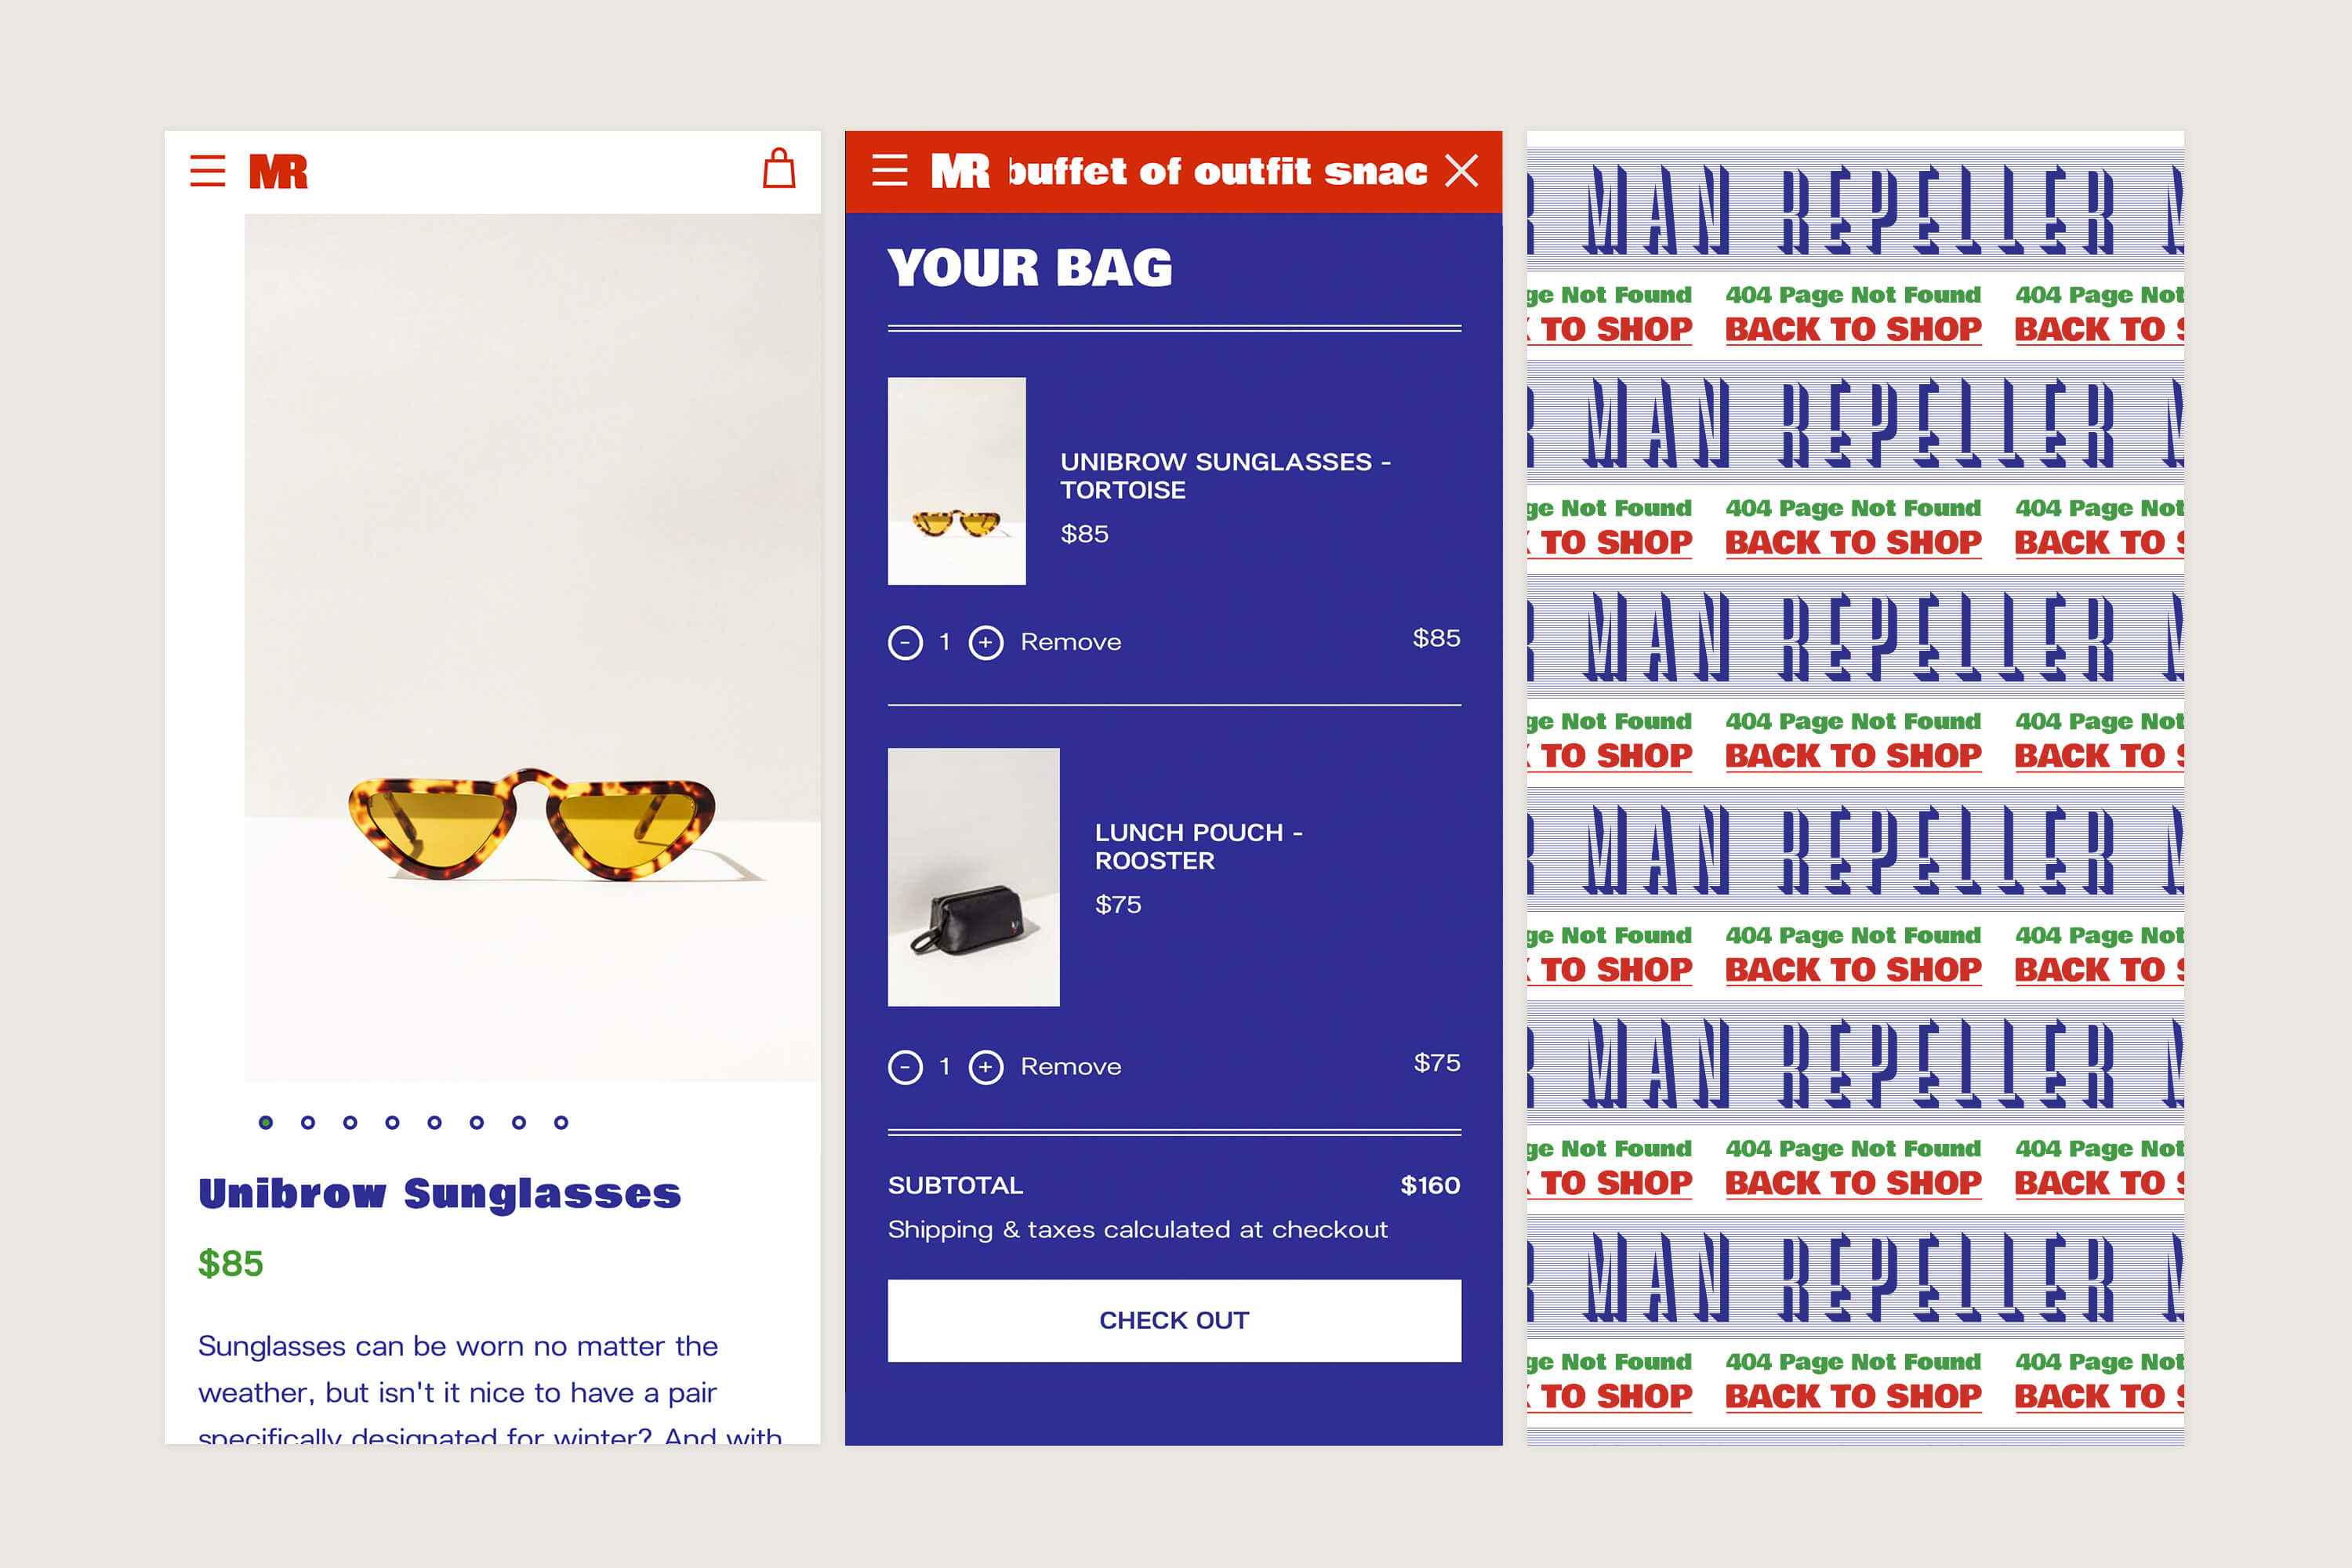 MR
Unibrow Sunglasses
$85
Sunglasses can be worn no matter the
weather, but isn't it nice to have a pair
specifically designated for winter? And with
MR buffet of outfit snac
YOUR BAG
UNIBROW SUNGLASSES -
TORTOISE
$85
- 1 + Remove $85
LUNCH POUCH -
ROOSTER
$75
- 1 + Remove $75
SUBTOTAL $160
Shipping & taxes calculated at checkout
CHECK OUT
R MAN REPELLER M
ge Not Found 404 Page Not Found 404 Page Not
K TO SHOP BACK TO SHOP BACK TO S
R MAN REPELLER M
ge Not Found 404 Page Not Found 404 Page Not
K TO SHOP BACK TO SHOP BACK TO S
R MAN REPELLER M
ge Not Found 404 Page Not Found 404 Page Not
K TO SHOP BACK TO SHOP BACK TO S
R MAN REPELLER M
ge Not Found 404 Page Not Found 404 Page Not
K TO SHOP BACK TO SHOP BACK TO S
R MAN REPELLER M
ge Not Found 404 Page Not Found 404 Page Not
K TO SHOP BACK TO SHOP BACK TO S
R MAN REPELLER M
ge Not Found 404 Page Not Found 404 Page Not
K TO SHOP BACK TO SHOP BACK TO S